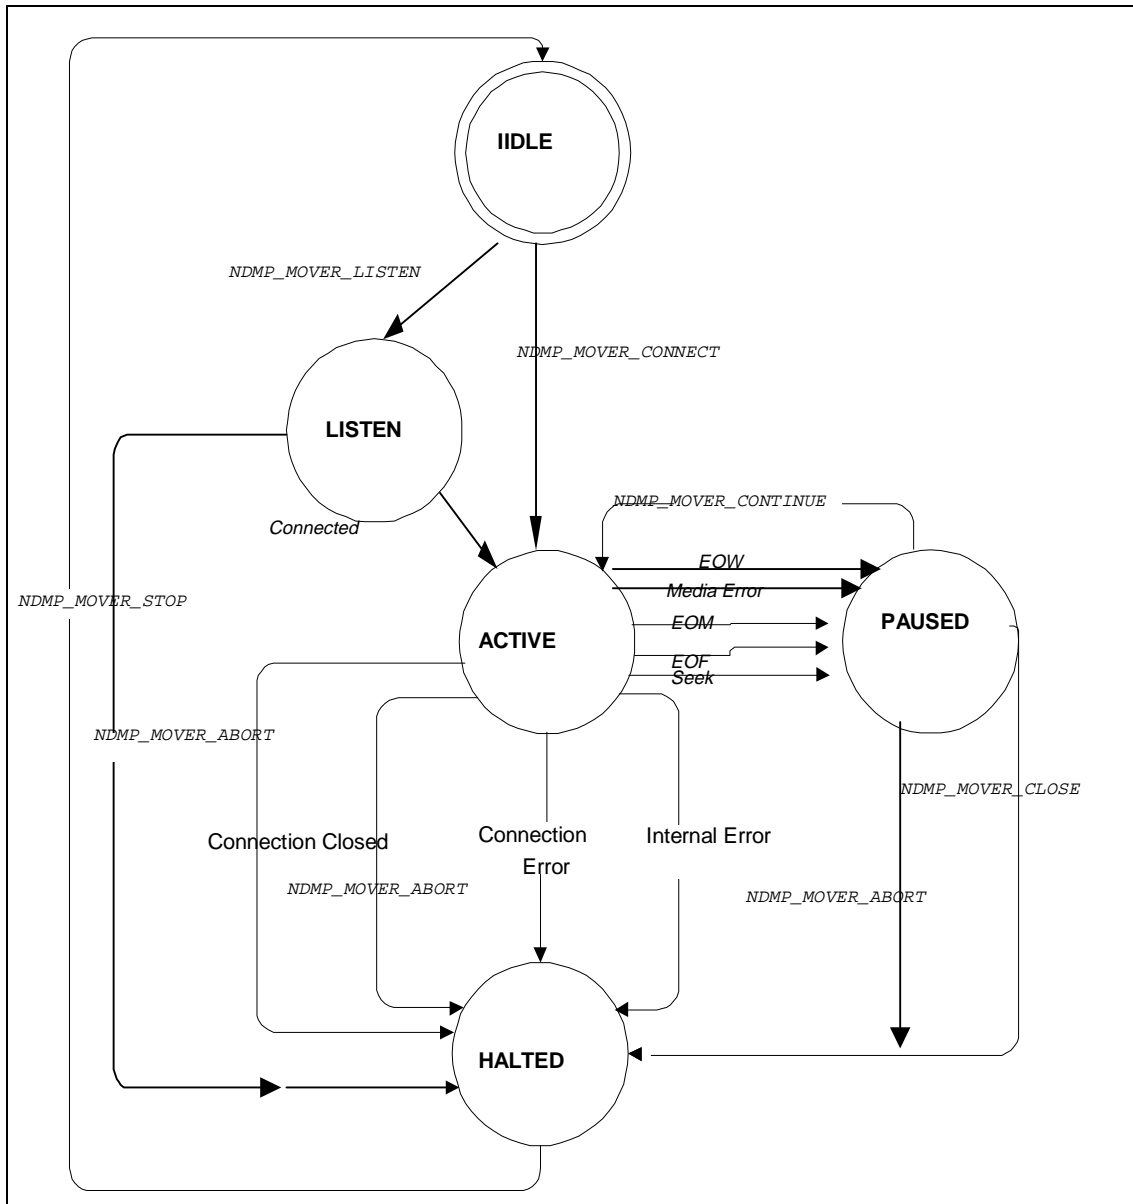 IIDLE
NDMP_MOVER_LISTEN
NDMP_MOVER_CONNECT
LISTEN
NDMP_MOVER_CONTINUE
Connected
EOW
Media Error
NDMP_MOVER_STOP
EOM
PAUSED
ACTIVE
EOF
Seek
NDMP_MOVER_ABORT
NDMP_MOVER_CLOSE
Connection Closed
Connection
Error
Internal Error
NDMP_MOVER_ABORT
NDMP_MOVER_ABORT
HALTED